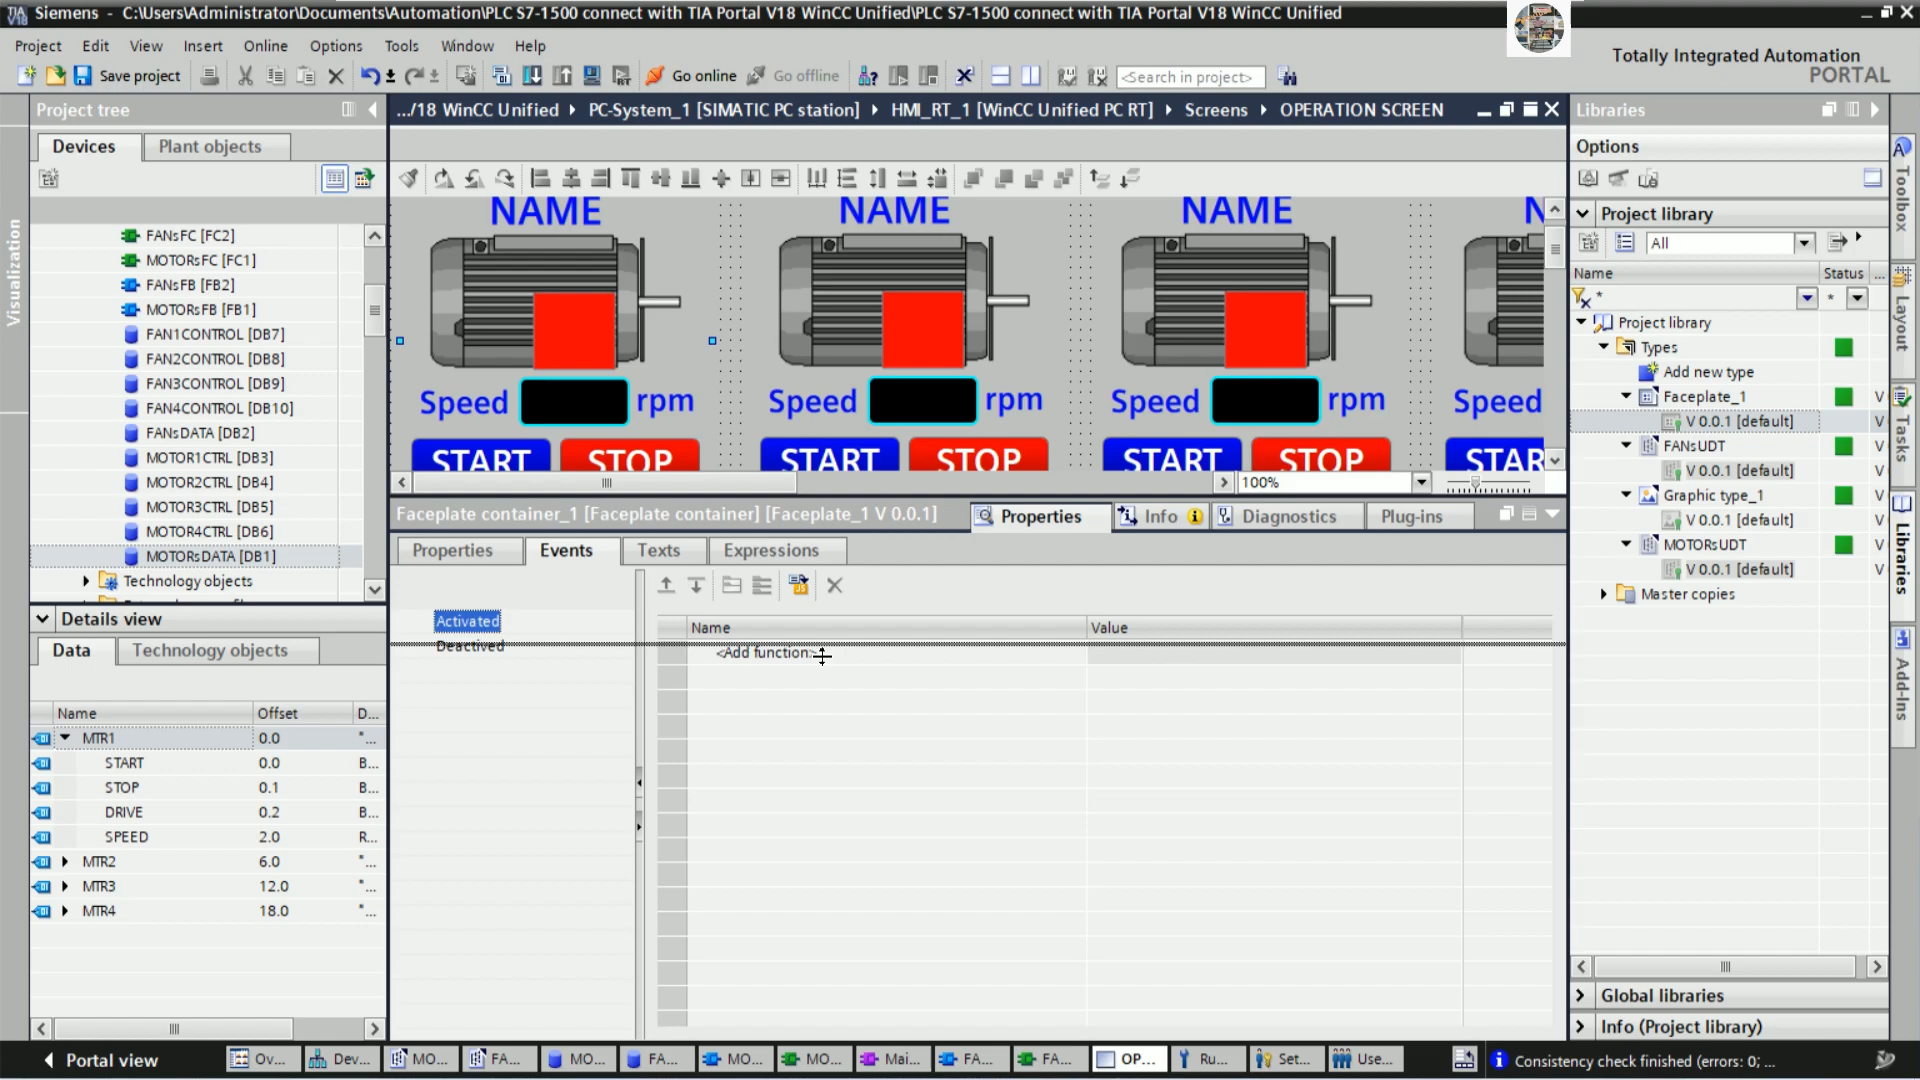 Siemens - C:\Users\Administrator\Documents\Automation\PLC S7-1500 connect with TIA Portal V18 WinCC Unified\PLC S7-1500 connect with TIA Portal V18 WinCC Unified
Project Edit View Insert Online Options Tools Window Help
Totally Integrated Automation
PORTAL
Save project Go online Go offline <Search in project>
Project tree
.../18 WinCC Unified PC-System_1 [SIMATIC PC station] HMI_RT_1 [WinCC Unified PC RT] Screens OPERATION SCREEN
Libraries
Devices Plant objects
Options
Visualization
FANsFC [FC2]
MOTORsFC [FC1]
FANsFB [FB2]
MOTORsFB [FB1]
FAN1CONTROL [DB7]
FAN2CONTROL [DB8]
FAN3CONTROL [DB9]
FAN4CONTROL [DB10]
FANsDATA [DB2]
MOTOR1CTRL [DB3]
MOTOR2CTRL [DB4]
MOTOR3CTRL [DB5]
MOTOR4CTRL [DB6]
MOTORsDATA [DB1]
Technology objects
NAME NAME NAME N
Speed rpm Speed rpm Speed rpm Speed
START STOP START STOP START STOP STAR
100%
Project library
All
Name Status ...
* *
Project library
Types
Add new type
Faceplate_1 V
V 0.0.1 [default] V
FANsUDT V
V 0.0.1 [default] V
Graphic type_1 V
V 0.0.1 [default] V
MOTORsUDT V
V 0.0.1 [default] V
Master copies
Global libraries
Info (Project library)
Toolbox
Layout
Tasks
Libraries
Add-Ins
Faceplate container_1 [Faceplate container] [Faceplate_1 V 0.0.1] Properties Info Diagnostics Plug-ins
Properties Events Texts Expressions
Activated
Deactived
Name Value
<Add function>
Details view
Data Technology objects
Name Offset D...
MTR1 0.0 "...
START 0.0 B...
STOP 0.1 B...
DRIVE 0.2 B...
SPEED 2.0 R...
MTR2 6.0 "...
MTR3 12.0 "...
MTR4 18.0 "...
Portal view Ov... Dev... MO... FA... MO... FA... MO... MO... Mai... FA... FA... OP... Ru... Set... Use... Consistency check finished (errors: 0; ...